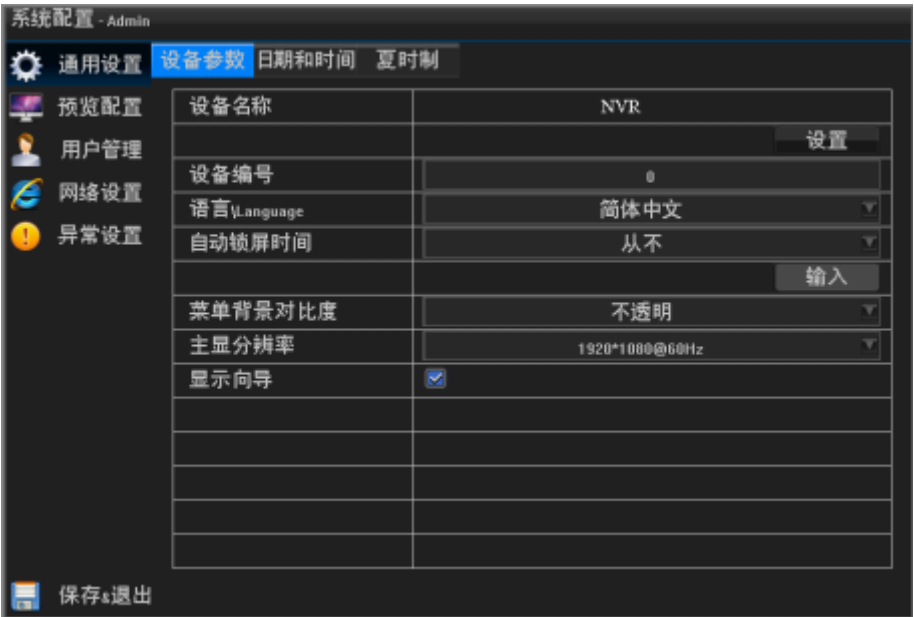 系统配置 - Admin
通用设置 设备参数 日期和时间 夏时制
预览配置 设备名称 NVR
用户管理 设置
网络设置 设备编号 0
语言\Language 简体中文
异常设置 自动锁屏时间 从不
输入
菜单背景对比度 不透明
主显分辨率 1920*1080@60Hz
显示向导
保存&退出